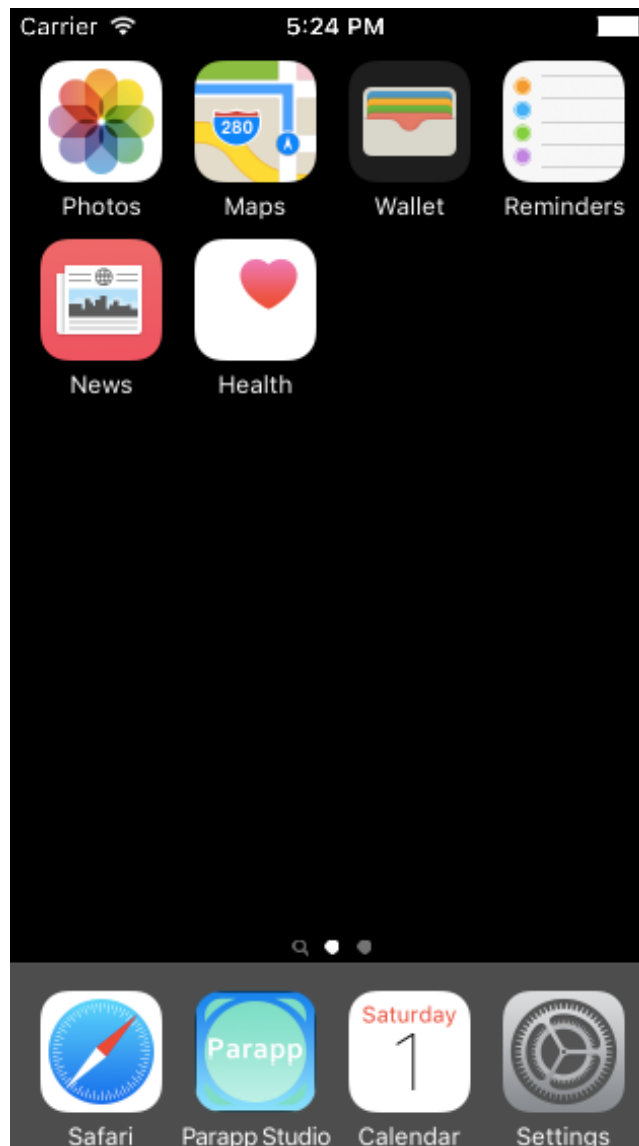 Carrier 5:24 PM
280
Photos Maps Wallet Reminders
News Health
Parapp
Saturday
1
Safari Parapp Studio Calendar Settings